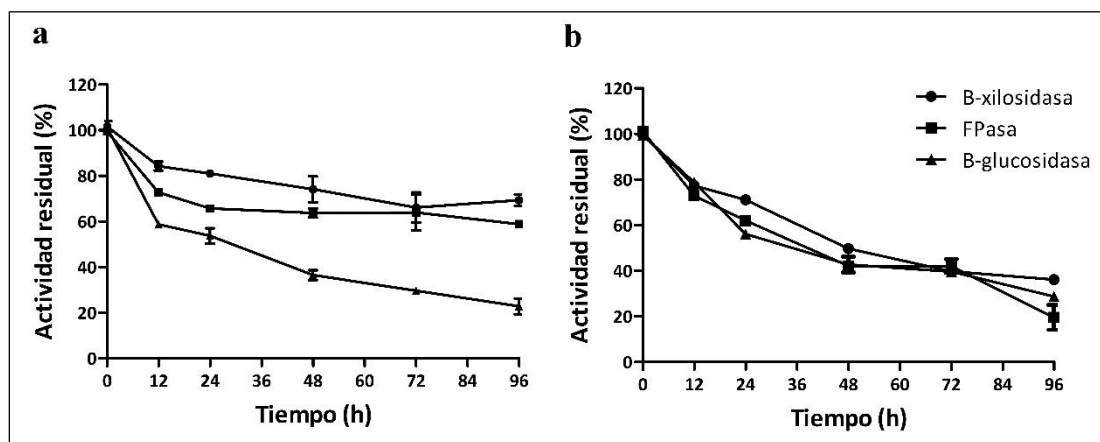 a
120
100
80
60
40
20
0
Actividad residual (%)
0 12 24 36 48 60 72 84 96
Tiempo (h)
b
120
100
80
60
40
20
0
Actividad residual (%)
0 12 24 36 48 60 72 84 96
Tiempo (h)
B-xilosidasa
FPasa
B-glucosidasa